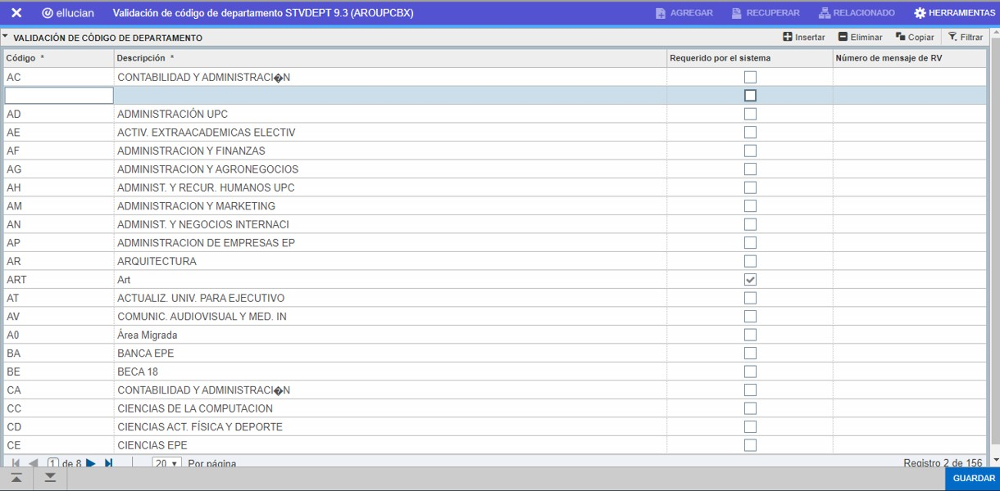 ellucian Validación de código de departamento STVDEPT 9.3 (AROUPCBX) AGREGAR RECUPERAR RELACIONADO HERRAMIENTAS
VALIDACIÓN DE CÓDIGO DE DEPARTAMENTO Insertar Eliminar Copiar Filtrar
Código * Descripción * Requerido por el sistema Número de mensaje de RV
AC CONTABILIDAD Y ADMINISTRACI�N
AD ADMINISTRACIÓN UPC
AE ACTIV. EXTRAACADEMICAS ELECTIV
AF ADMINISTRACION Y FINANZAS
AG ADMINISTRACION Y AGRONEGOCIOS
AH ADMINIST. Y RECUR. HUMANOS UPC
AM ADMINISTRACION Y MARKETING
AN ADMINIST. Y NEGOCIOS INTERNACI
AP ADMINISTRACION DE EMPRESAS EP
AR ARQUITECTURA
ART Art
AT ACTUALIZ. UNIV. PARA EJECUTIVO
AV COMUNIC. AUDIOVISUAL Y MED. IN
A0 Área Migrada
BA BANCA EPE
BE BECA 18
CA CONTABILIDAD Y ADMINISTRACI�N
CC CIENCIAS DE LA COMPUTACION
CD CIENCIAS ACT. FÍSICA Y DEPORTE
CE CIENCIAS EPE
1 de 8 20 Por página Registro 2 de 156
GUARDAR